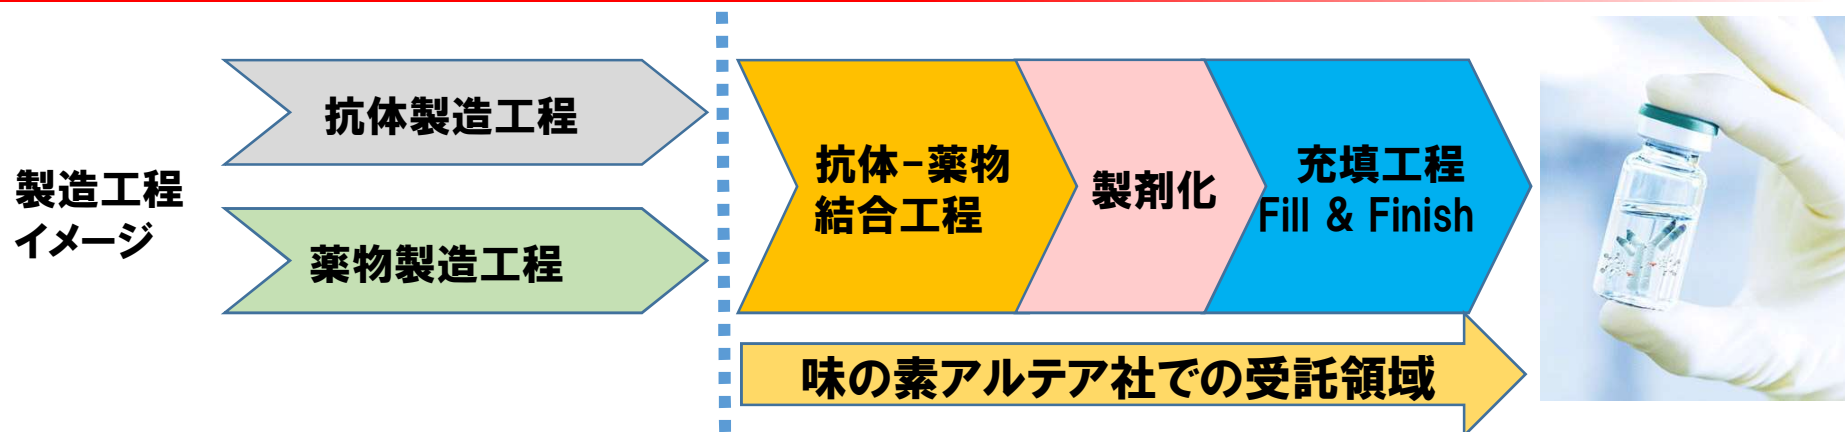 製造工程
イメージ
抗体製造工程
薬物製造工程
抗体-薬物
結合工程
製剤化
充填工程
Fill & Finish
味の素アルテア社での受託領域